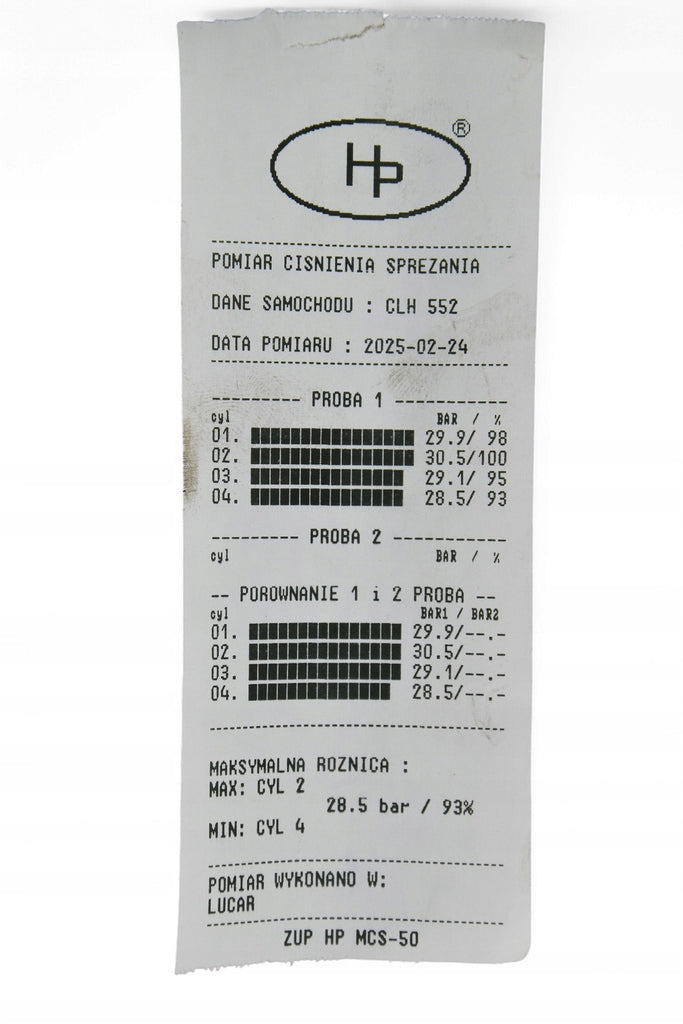 HP ®
POMIAR CISNIENIA SPREZANIA
DANE SAMOCHODU : CLH 552
DATA POMIARU : 2025-02-24
--------- PROBA 1 ------------
cyl BAR / %
01. 29.9/ 98
02. 30.5/100
03. 29.1/ 95
04. 28.5/ 93
--------- PROBA 2 ------------
cyl BAR / %
-- POROWNANIE 1 i 2 PROBA --
cyl BAR1 / BAR2
01. 29.9/--.-
02. 30.5/--.-
03. 29.1/--.-
04. 28.5/--.-
MAKSYMALNA ROZNICA :
MAX: CYL 2
28.5 bar / 93%
MIN: CYL 4
POMIAR WYKONANO W:
LUCAR
ZUP HP MCS-50